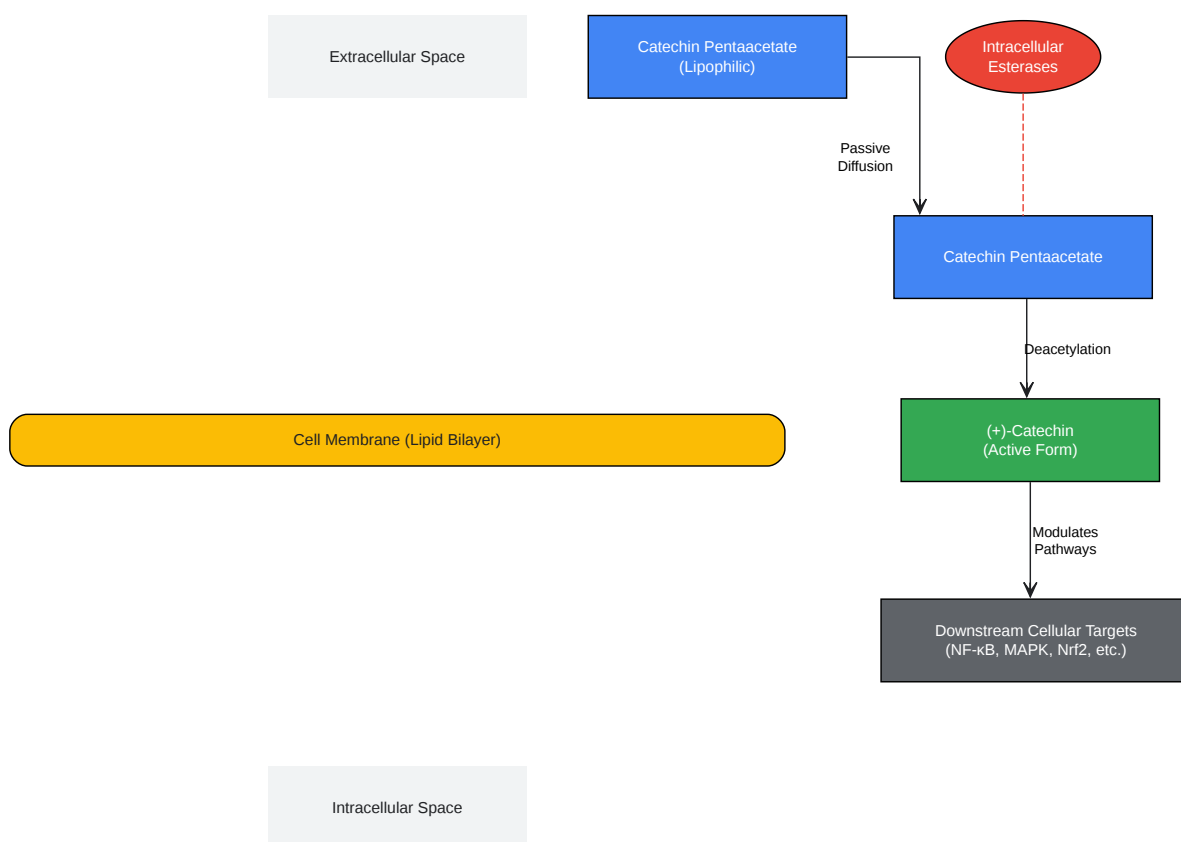 Extracellular Space
Catechin Pentaacetate
(Lipophilic)
Intracellular
Esterases
Passive
Diffusion
Catechin Pentaacetate
Deacetylation
Cell Membrane (Lipid Bilayer)
(+)-Catechin
(Active Form)
Modulates
Pathways
Downstream Cellular Targets
(NF-κB, MAPK, Nrf2, etc.)
Intracellular Space